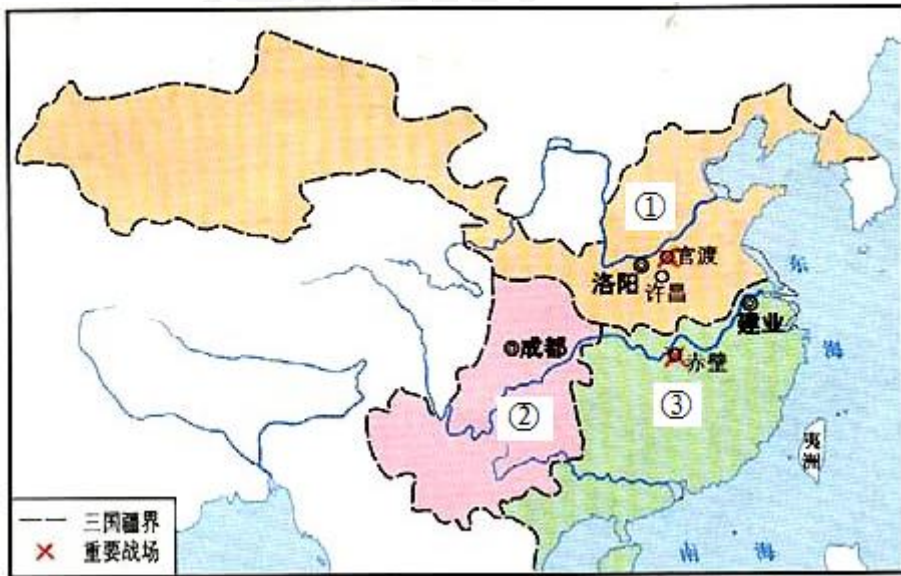 ①
官渡
洛阳
许昌
东
海
建业
成都
赤壁
②
③
夷洲
南 海
三国疆界
重要战场